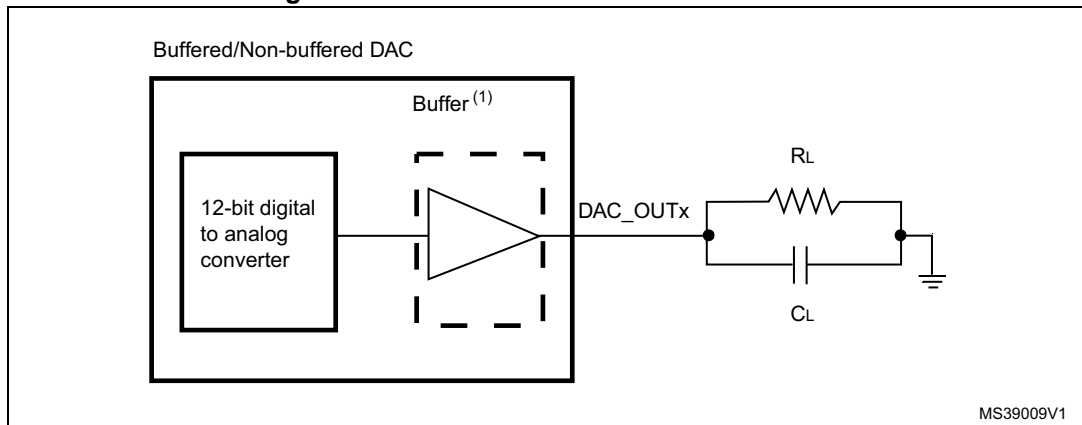 Buffered/Non-buffered DAC
Buffer (1)
12-bit digital
to analog
converter
DAC_OUTx
RL
CL
MS39009V1